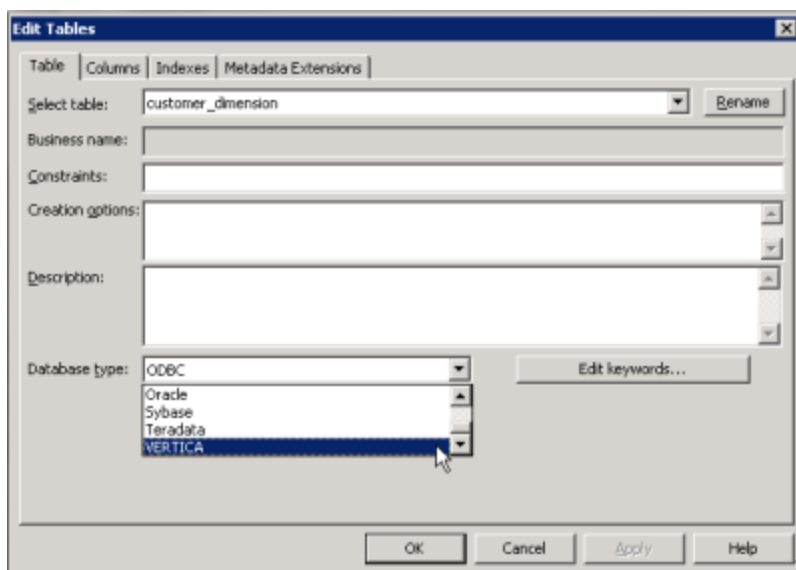 Edit Tables
Table Columns Indexes Metadata Extensions
Select table: customer_dimension Rename
Business name:
Constraints:
Creation options:
Description:
Database type: ODBC Edit keywords...
Oracle
Sybase
Teradata
VERTICA
OK Cancel Apply Help